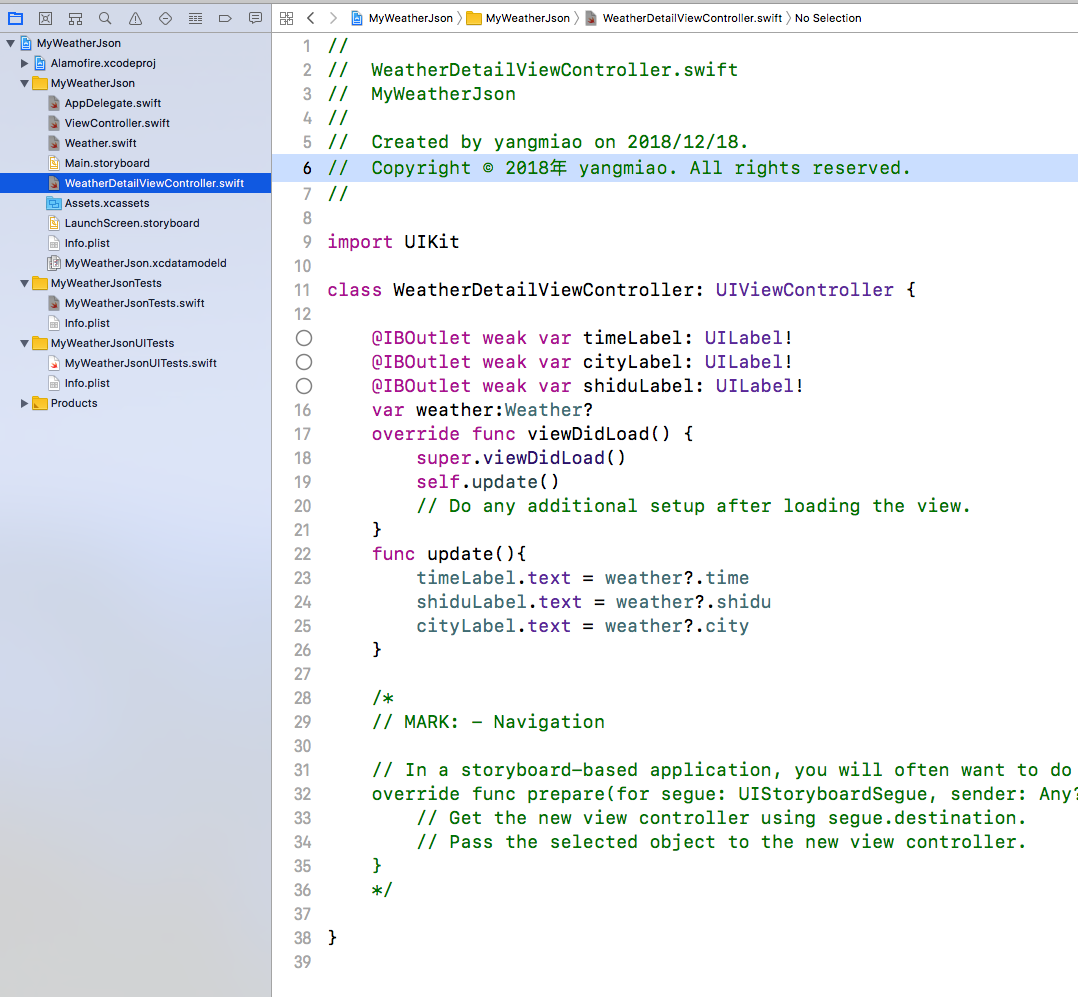 MyWeatherJson
Alamofire.xcodeproj
MyWeatherJson
AppDelegate.swift
ViewController.swift
Weather.swift
Main.storyboard
WeatherDetailViewController.swift
Assets.xcassets
LaunchScreen.storyboard
Info.plist
MyWeatherJson.xcdatamodeld
MyWeatherJsonTests
MyWeatherJsonTests.swift
Info.plist
MyWeatherJsonUITests
MyWeatherJsonUITests.swift
Info.plist
Products
MyWeatherJson MyWeatherJson WeatherDetailViewController.swift No Selection
1 //
2 //  WeatherDetailViewController.swift
3 //  MyWeatherJson
4 //
5 //  Created by yangmiao on 2018/12/18.
6 //  Copyright © 2018年 yangmiao. All rights reserved.
7 //
8
9 import UIKit
10
11 class WeatherDetailViewController: UIViewController {
12
@IBOutlet weak var timeLabel: UILabel!
@IBOutlet weak var cityLabel: UILabel!
@IBOutlet weak var shiduLabel: UILabel!
16 var weather:Weather?
17 override func viewDidLoad() {
18 super.viewDidLoad()
19 self.update()
20 // Do any additional setup after loading the view.
21 }
22 func update(){
23 timeLabel.text = weather?.time
24 shiduLabel.text = weather?.shidu
25 cityLabel.text = weather?.city
26 }
27
28 /*
29 // MARK: - Navigation
30
31 // In a storyboard-based application, you will often want to do
32 override func prepare(for segue: UIStoryboardSegue, sender: Any?
33 // Get the new view controller using segue.destination.
34 // Pass the selected object to the new view controller.
35 }
36 */
37
38 }
39